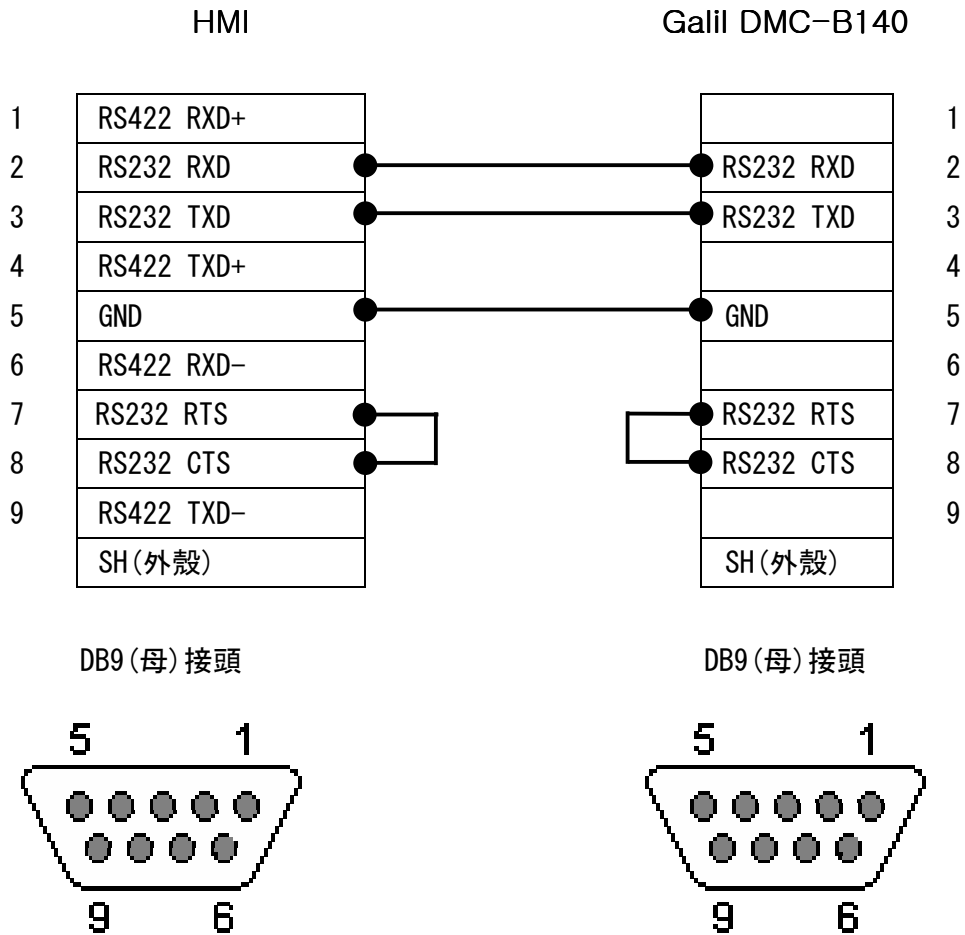 HMI Galil DMC-B140
1 RS422 RXD+ 1
2 RS232 RXD RS232 RXD 2
3 RS232 TXD RS232 TXD 3
4 RS422 TXD+ 4
5 GND GND 5
6 RS422 RXD- 6
7 RS232 RTS RS232 RTS 7
8 RS232 CTS RS232 CTS 8
9 RS422 TXD- 9
SH(外殼) SH(外殼)
DB9(母)接頭 DB9(母)接頭
5 1 5 1
9 6 9 6